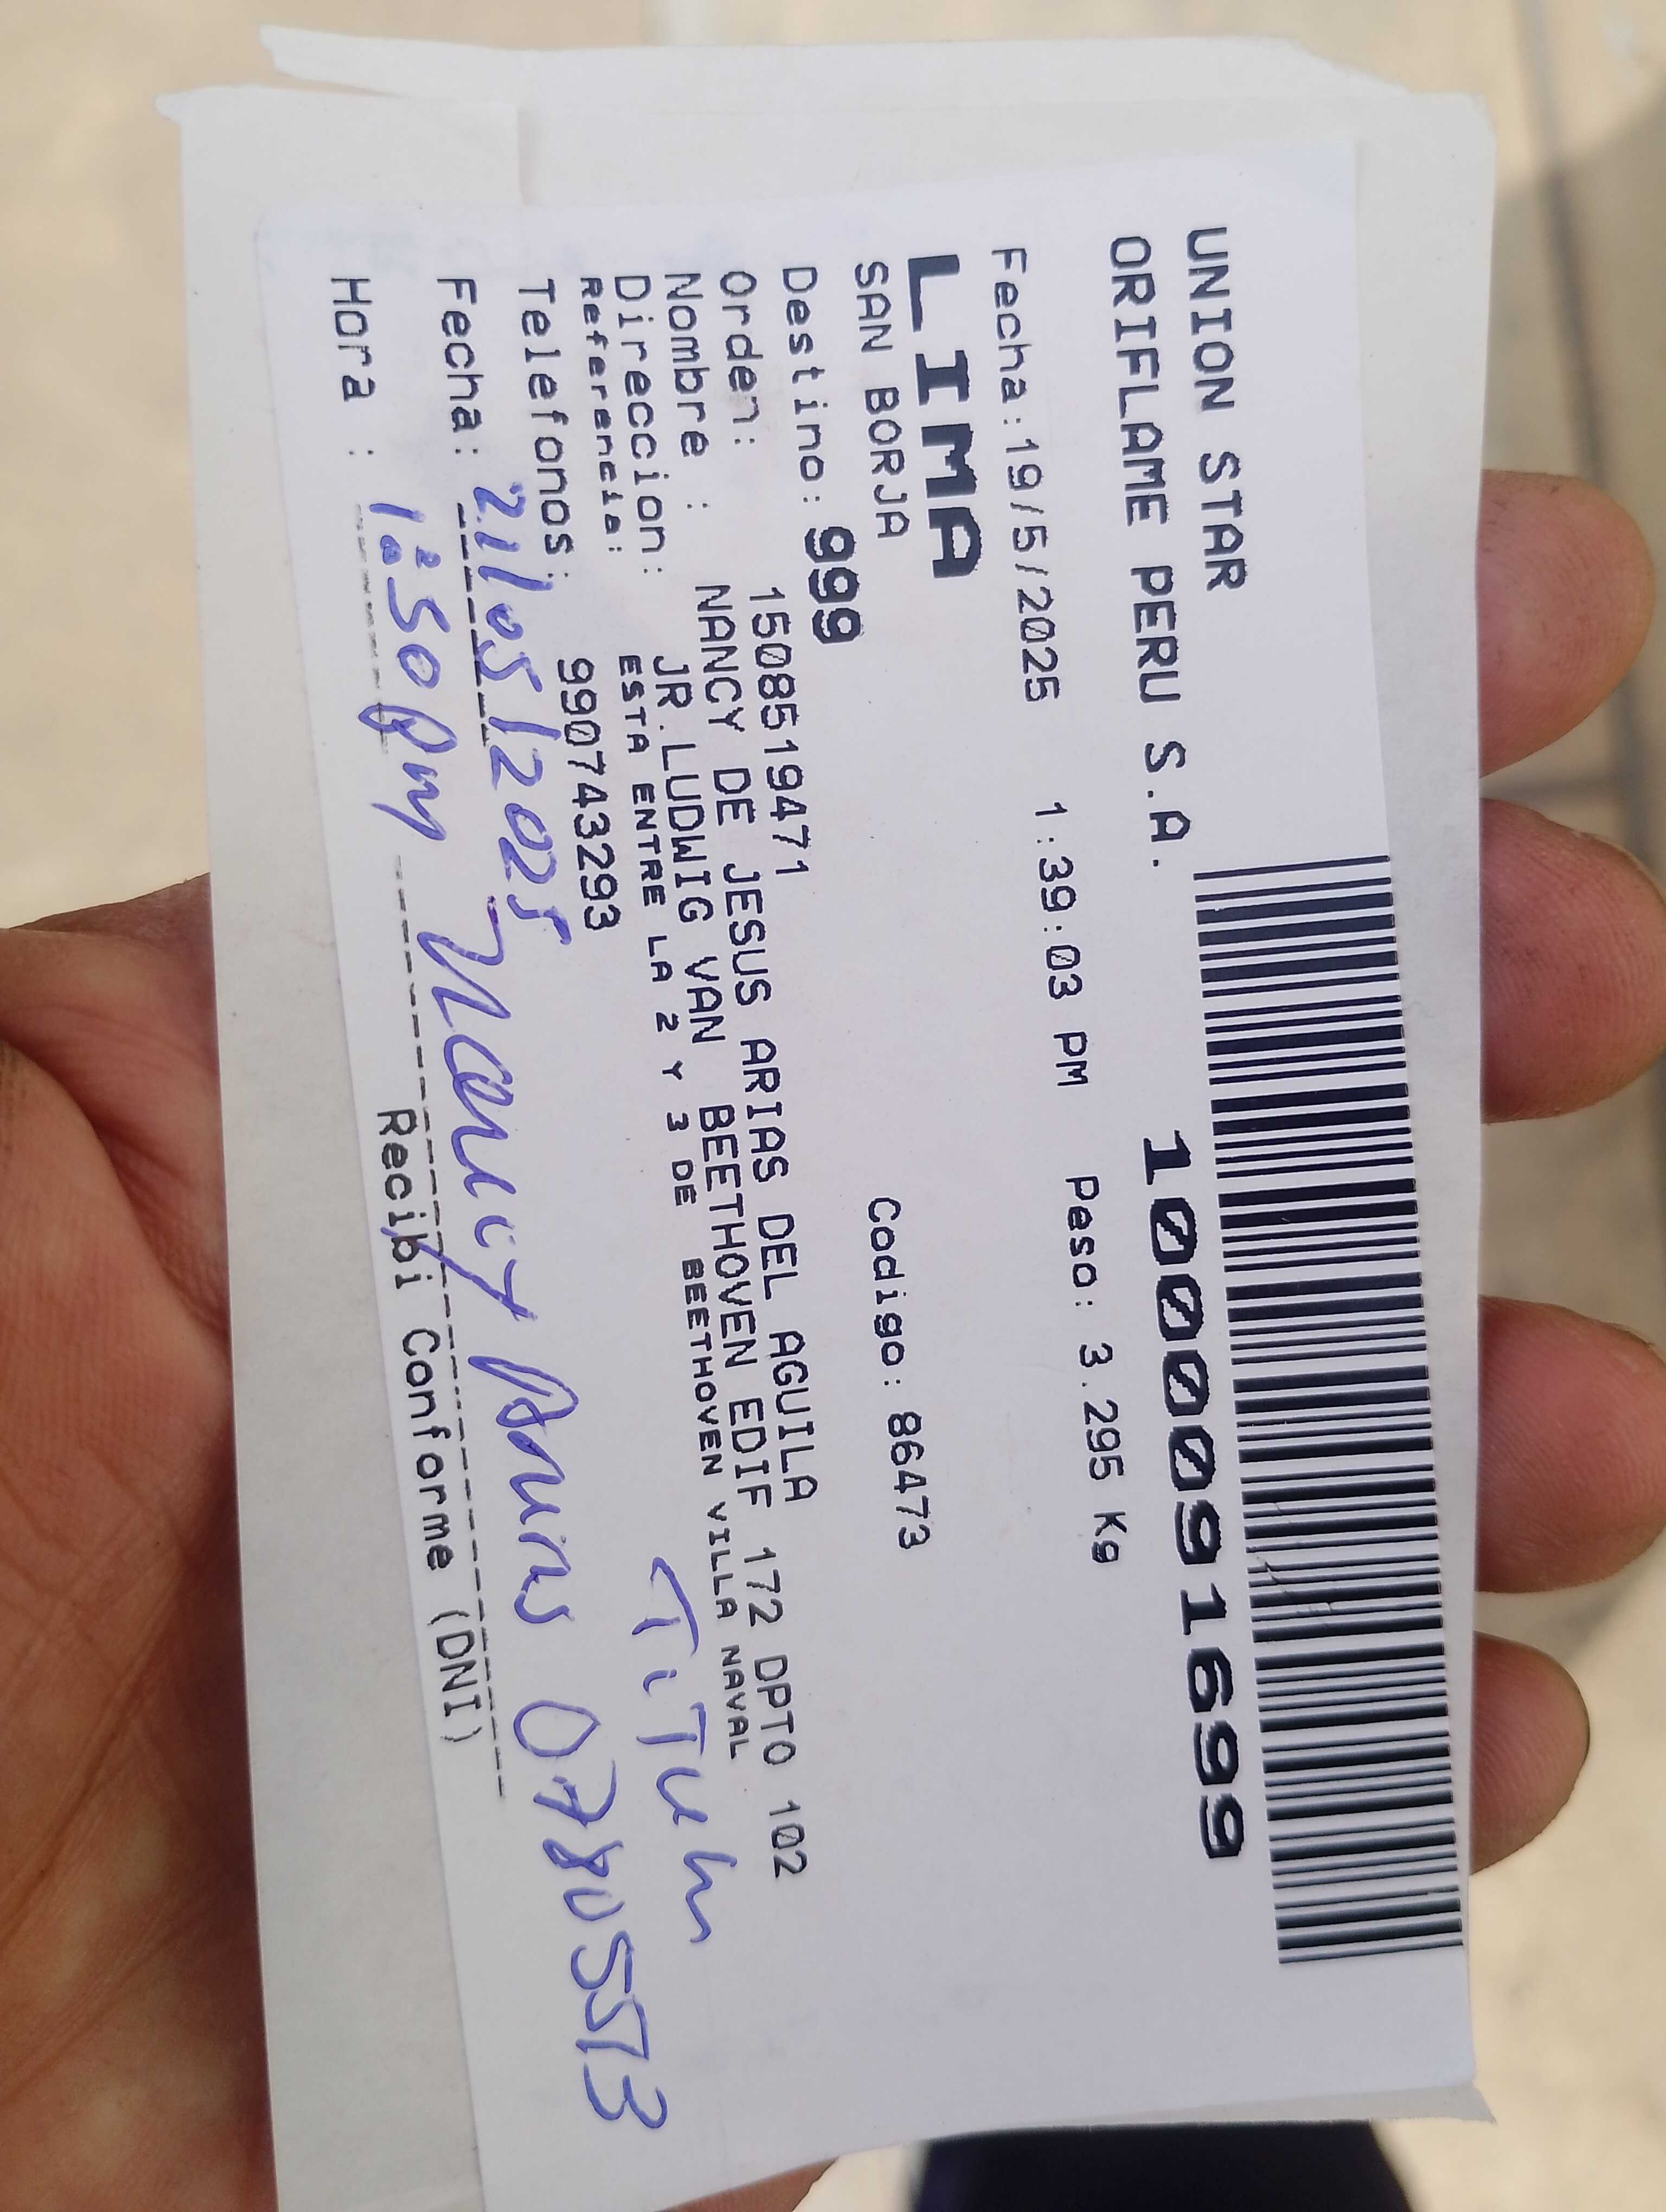 UNION STAR
ORIFLAME PERU S.A.
1000091699
Fecha:19/5/2025 1:39:03 PM Peso: 3.295 Kg
LIMA
SAN BORJA Codigo: 86473
Destino: 999
Orden: 1508519471
Nombre : NANCY DE JESUS ARIAS DEL AGUILA
Direccion: JR.LUDWIG VAN BEETHOVEN EDIF 172 DPTO 102
Referencia: ESTA ENTRE LA 2 Y 3 DE BEETHOVEN VILLA NAVAL
Telefonos: 990743293
Fecha: 21/05/2025
Hora : 1:50 pm
Nancy
Recibi Conforme (DNI)